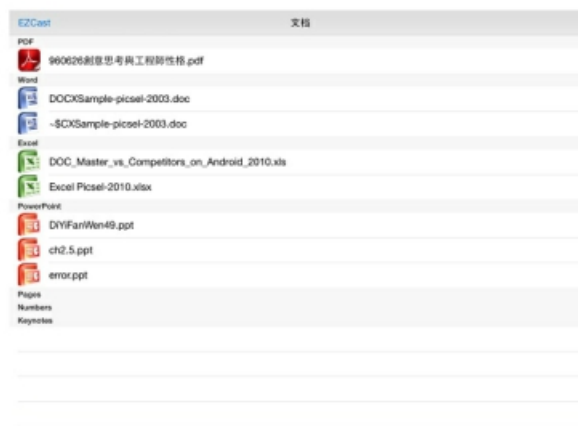 EZCast
文档
PDF
960626創意思考與工程師性格.pdf
Word
DOCXSample-picsel-2003.doc
~$CXSample-picsel-2003.doc
Excel
DOC_Master_vs_Competitors_on_Android_2010.xls
Excel Picsel-2010.xlsx
PowerPoint
DIYiFanWen49.ppt
ch2.5.ppt
error.ppt
Pages
Numbers
Keynotes